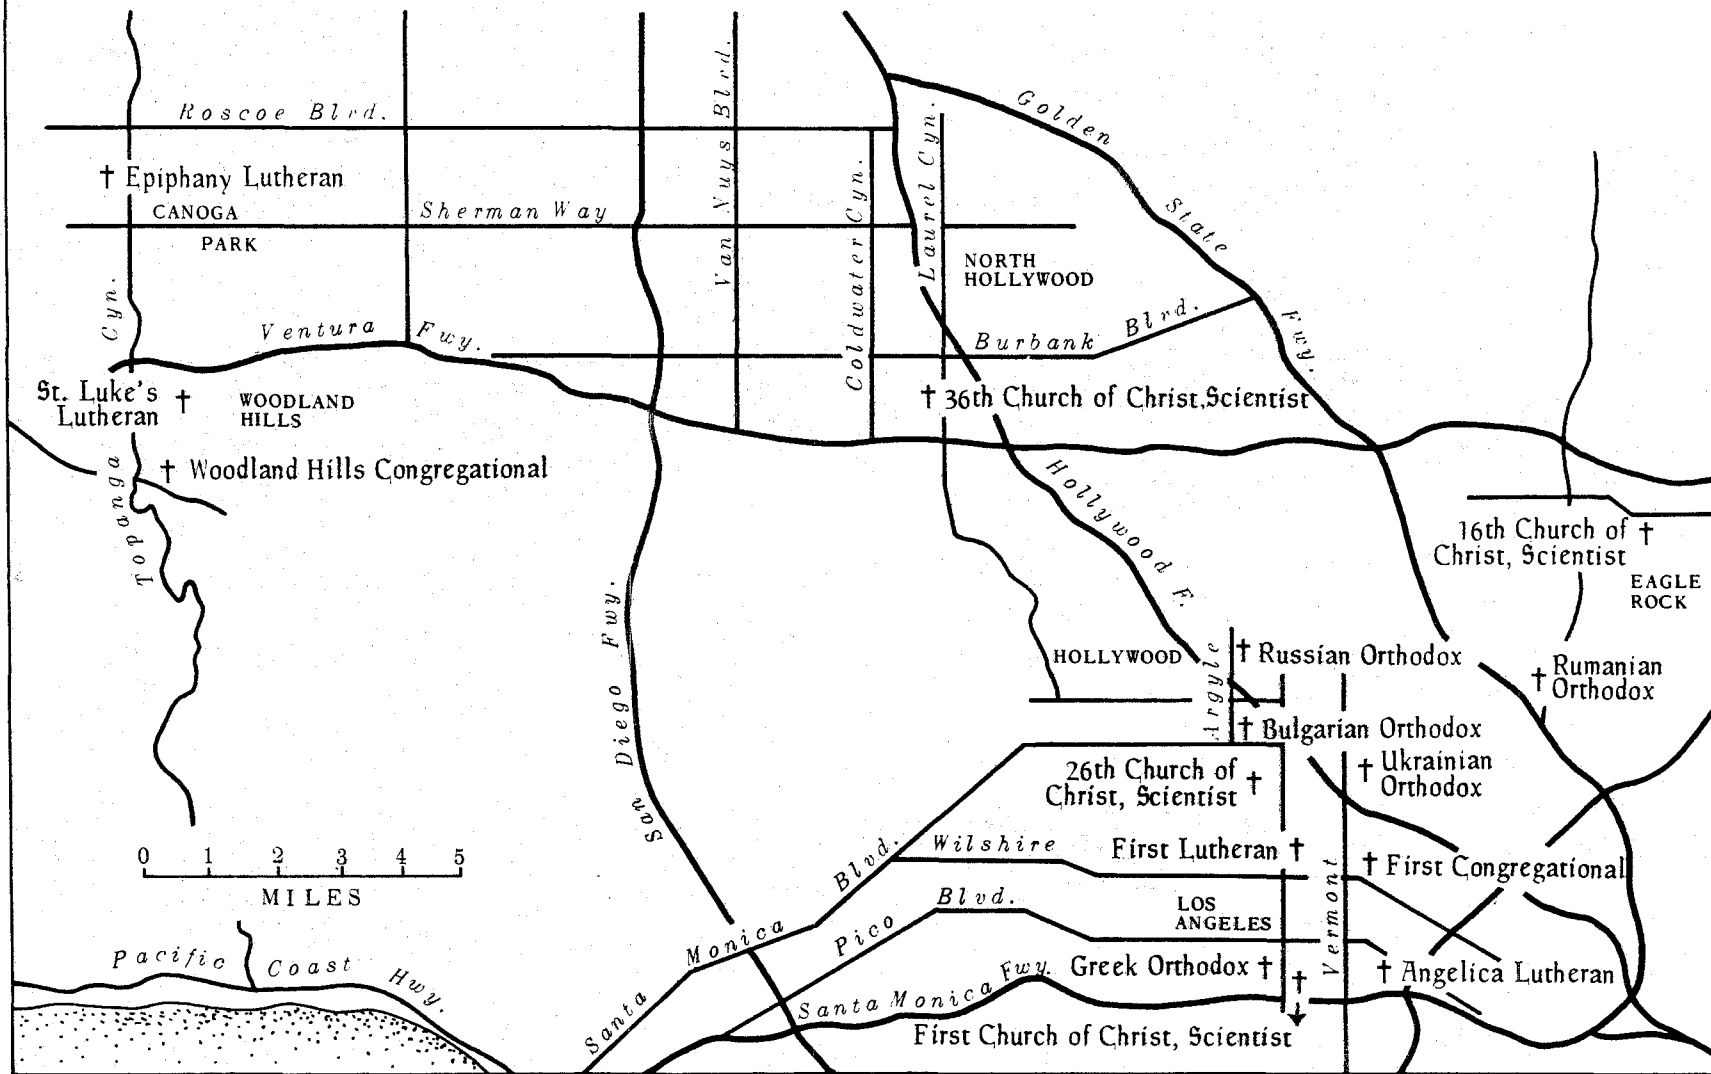 Roscoe Blvd.
† Epiphany Lutheran
CANOGA
PARK
Sherman Way
Van Nuys Blvd.
Coldwater Cyn.
Laurel Cyn.
Golden State Fwy.
NORTH
HOLLYWOOD
Burbank Blvd.
Topanga Cyn.
Ventura Fwy.
St. Luke's
Lutheran †
WOODLAND
HILLS
† Woodland Hills Congregational
† 36th Church of Christ, Scientist
Hollywood F.
16th Church of †
Christ, Scientist
EAGLE
ROCK
San Diego Fwy.
HOLLYWOOD
Argyle
† Russian Orthodox
† Rumanian
Orthodox
† Bulgarian Orthodox
† Ukrainian
Orthodox
26th Church of
Christ, Scientist †
0 1 2 3 4 5
MILES
Santa Monica Blvd.
Wilshire
First Lutheran †
† First Congregational
Pico Blvd.
LOS
ANGELES
Vermont
Pacific Coast Hwy.
Santa Monica Fwy.
Greek Orthodox †
†
† Angelica Lutheran
First Church of Christ, Scientist